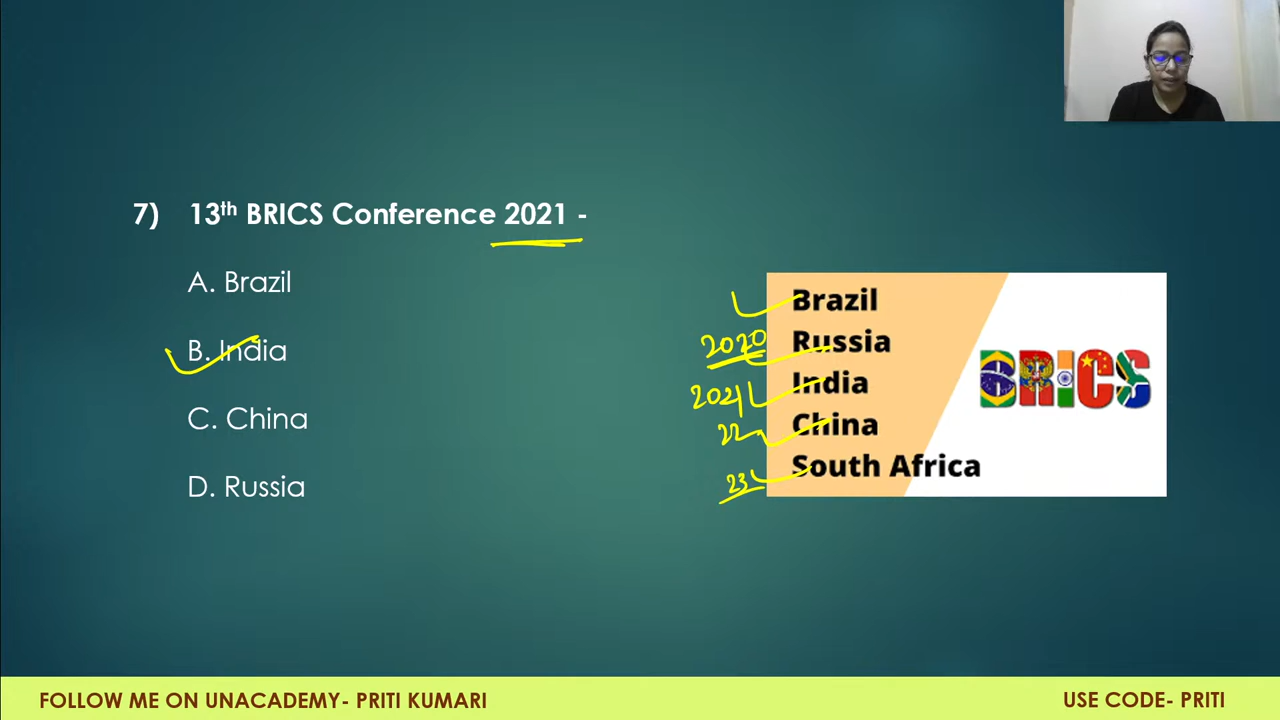 7) 13th BRICS Conference 2021 -
A. Brazil
B. India
C. China
D. Russia
Brazil
2020 Russia
2021 India
22 China
23 South Africa
BRICS
FOLLOW ME ON UNACADEMY- PRITI KUMARI
USE CODE- PRITI